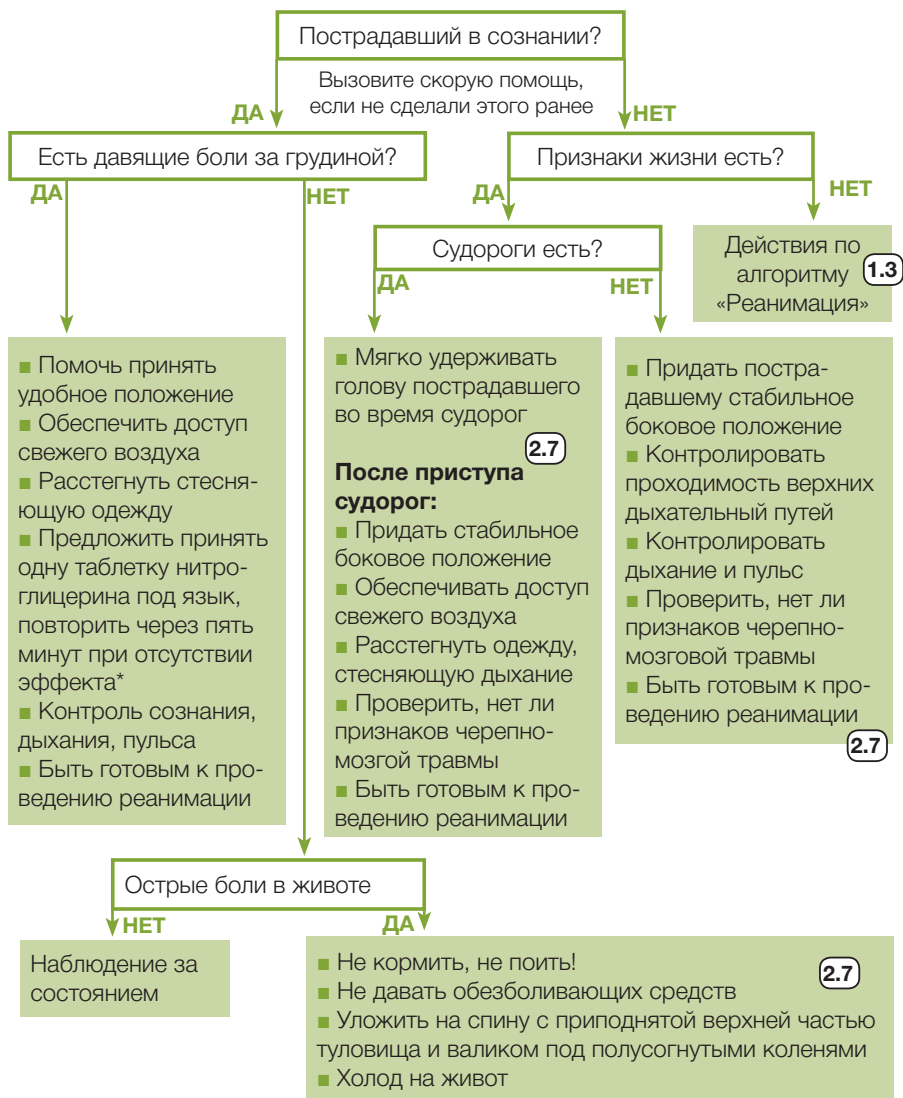 Пострадавший в сознании?
Вызовите скорую помощь,
если не сделали этого ранее
ДА
НЕТ
Есть давящие боли за грудиной?
Признаки жизни есть?
ДА
НЕТ
ДА
НЕТ
Судороги есть?
ДА
НЕТ
Действия по
алгоритму
«Реанимация»
1.3
■ Помочь принять
удобное положение
■ Обеспечить доступ
свежего воздуха
■ Расстегнуть стесня-
ющую одежду
■ Предложить принять
одну таблетку нитро-
глицерина под язык,
повторить через пять
минут при отсутствии
эффекта*
■ Контроль сознания,
дыхания, пульса
■ Быть готовым к про-
ведению реанимации
■ Мягко удерживать
голову пострадавшего
во время судорог
2.7
После приступа
судорог:
■ Придать стабильное
боковое положение
■ Обеспечивать доступ
свежего воздуха
■ Расстегнуть одежду,
стесняющую дыхание
■ Проверить, нет ли
признаков черепно-
мозгой травмы
■ Быть готовым к про-
ведению реанимации
■ Придать постра-
давшему стабильное
боковое положение
■ Контролировать
проходимость верхних
дыхательный путей
■ Контролировать
дыхание и пульс
■ Проверить, нет ли
признаков черепно-
мозговой травмы
■ Быть готовым к про-
ведению реанимации
2.7
Острые боли в животе
НЕТ
ДА
Наблюдение за
состоянием
■ Не кормить, не поить!
2.7
■ Не давать обезболивающих средств
■ Уложить на спину с приподнятой верхней частью
туловища и валиком под полусогнутыми коленями
■ Холод на живот